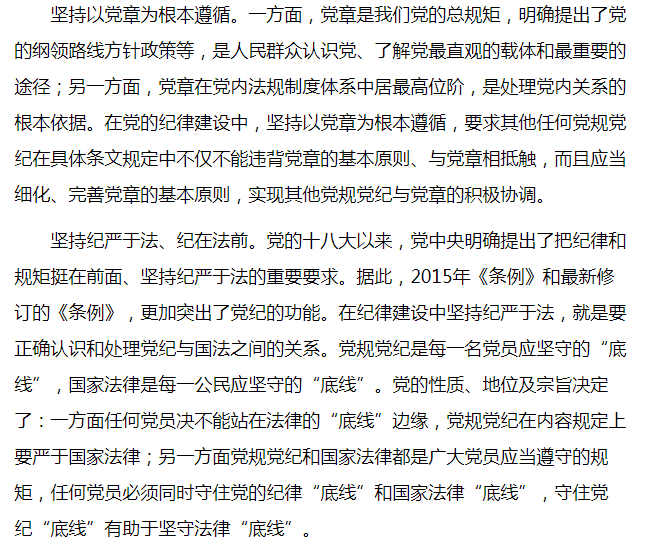 坚持以党章为根本遵循。一方面，党章是我们党的总规矩，明确提出了党
的纲领路线方针政策等，是人民群众认识党、了解党最直观的载体和最重要的
途径；另一方面，党章在党内法规制度体系中居最高位阶，是处理党内关系的
根本依据。在党的纪律建设中，坚持以党章为根本遵循，要求其他任何党规党
纪在具体条文规定中不仅不能违背党章的基本原则、与党章相抵触，而且应当
细化、完善党章的基本原则，实现其他党规党纪与党章的积极协调。
坚持纪严于法、纪在法前。党的十八大以来，党中央明确提出了把纪律和
规矩挺在前面、坚持纪严于法的重要要求。据此，2015年《条例》和最新修
订的《条例》，更加突出了党纪的功能。在纪律建设中坚持纪严于法，就是要
正确认识和处理党纪与国法之间的关系。党规党纪是每一名党员应坚守的“底
线”，国家法律是每一公民应坚守的“底线”。党的性质、地位及宗旨决定
了：一方面任何党员决不能站在法律的“底线”边缘，党规党纪在内容规定上
要严于国家法律；另一方面党规党纪和国家法律都是广大党员应当遵守的规
矩，任何党员必须同时守住党的纪律“底线”和国家法律“底线”，守住党
纪“底线”有助于坚守法律“底线”。